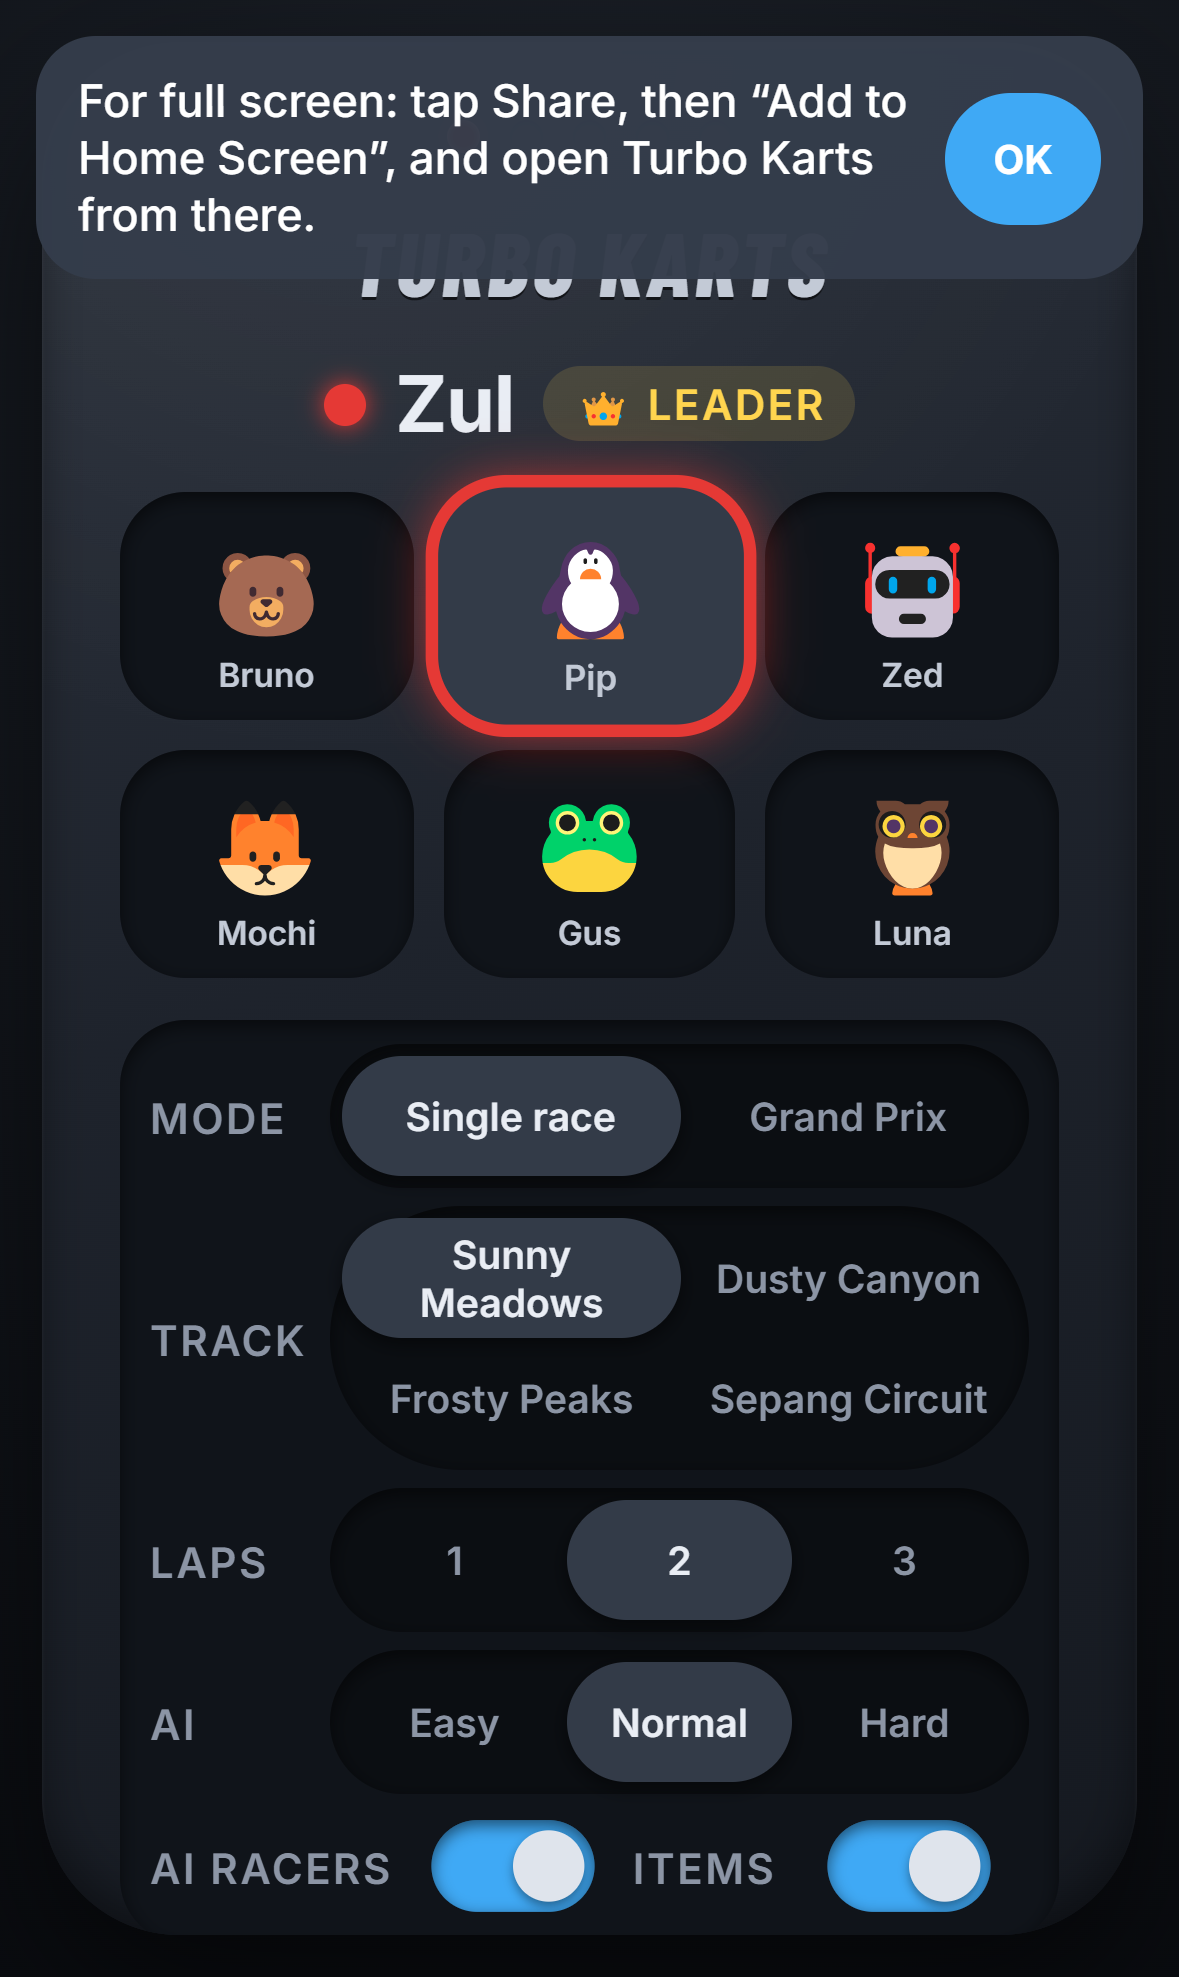 For full screen: tap Share, then “Add to
Home Screen”, and open Turbo Karts
from there.
OK
TURBO KARTS
Zul
LEADER
Bruno
Pip
Zed
Mochi
Gus
Luna
MODE
Single race
Grand Prix
TRACK
Sunny
Meadows
Dusty Canyon
Frosty Peaks
Sepang Circuit
LAPS
1
2
3
AI
Easy
Normal
Hard
AI RACERS
ITEMS